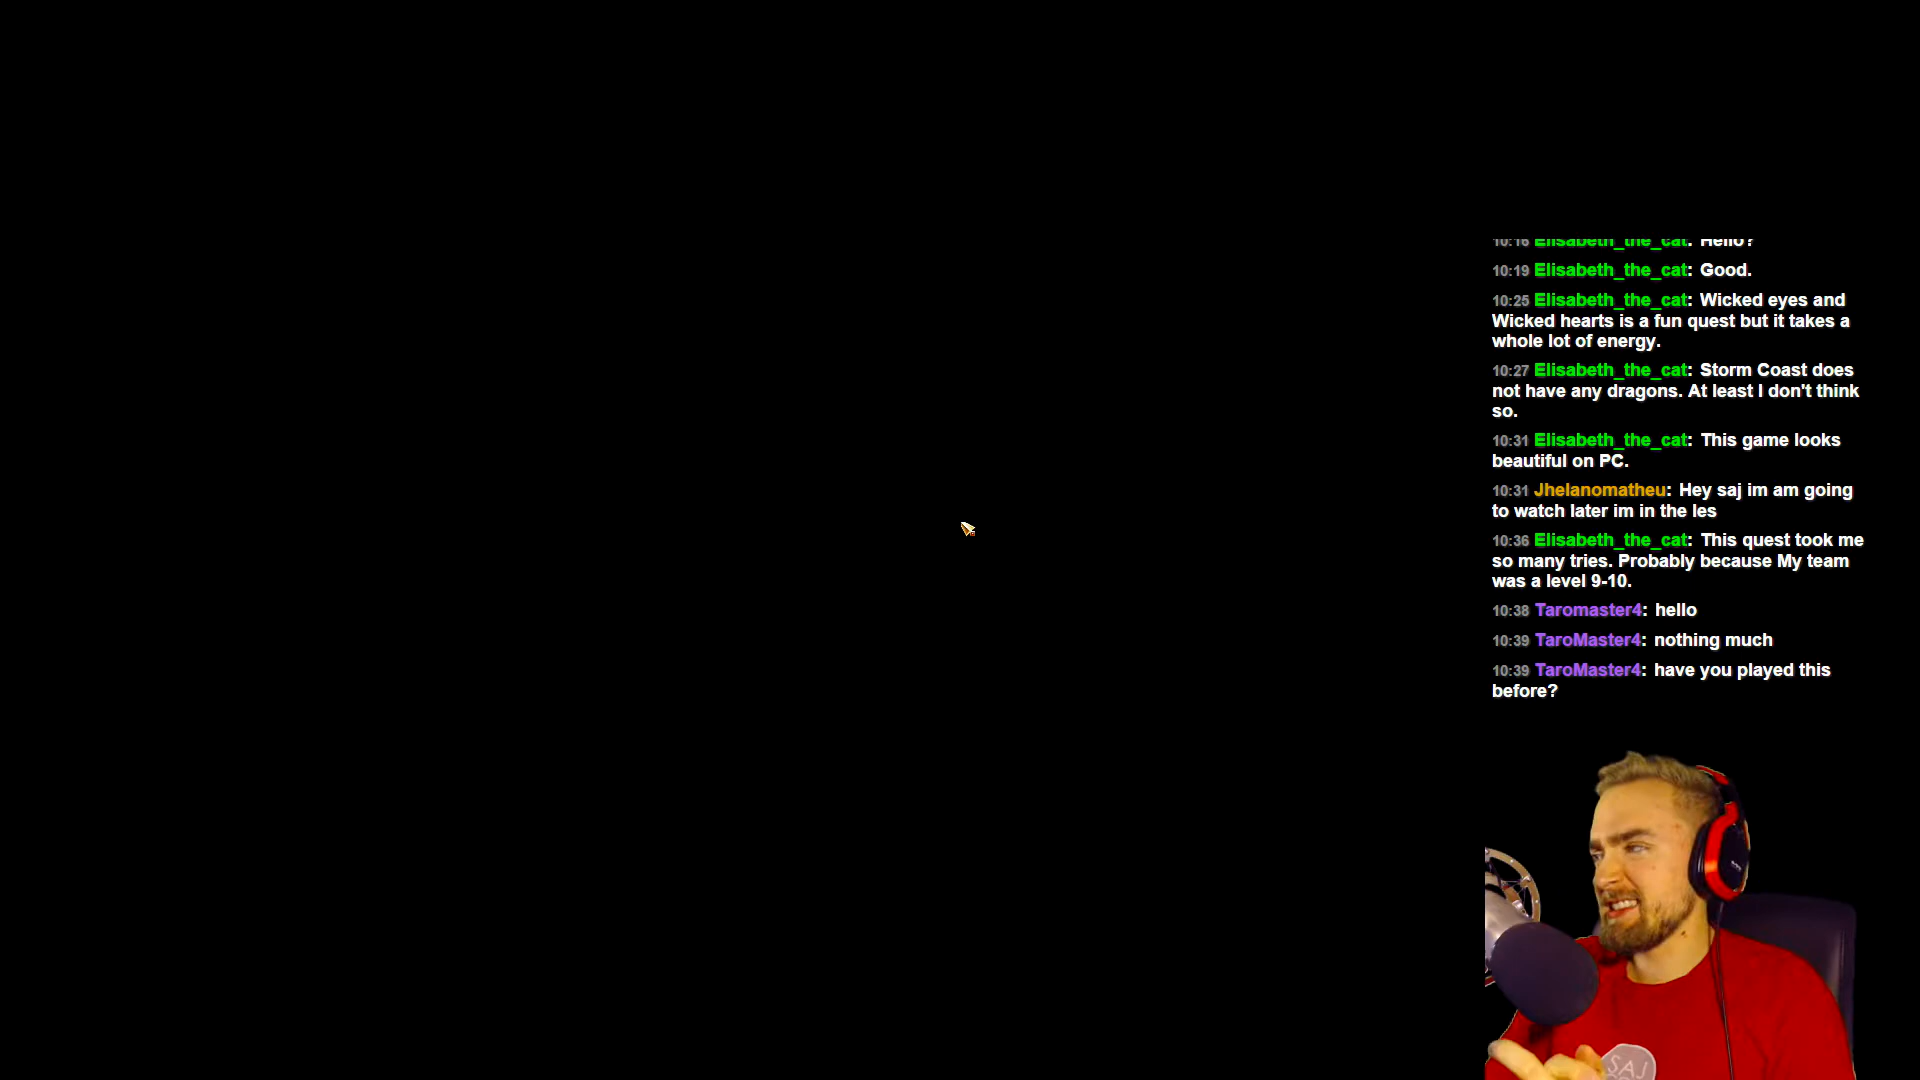 10:16 Elisabeth_the_cat: Hello?
10:19 Elisabeth_the_cat: Good.
10:25 Elisabeth_the_cat: Wicked eyes and
Wicked hearts is a fun quest but it takes a
whole lot of energy.
10:27 Elisabeth_the_cat: Storm Coast does
not have any dragons. At least I don't think
so.
10:31 Elisabeth_the_cat: This game looks
beautiful on PC.
10:31 Jhelanomatheu: Hey saj im am going
to watch later im in the les
10:36 Elisabeth_the_cat: This quest took me
so many tries. Probably because My team
was a level 9-10.
10:38 Taromaster4: hello
10:39 TaroMaster4: nothing much
10:39 TaroMaster4: have you played this
before?
SAJ